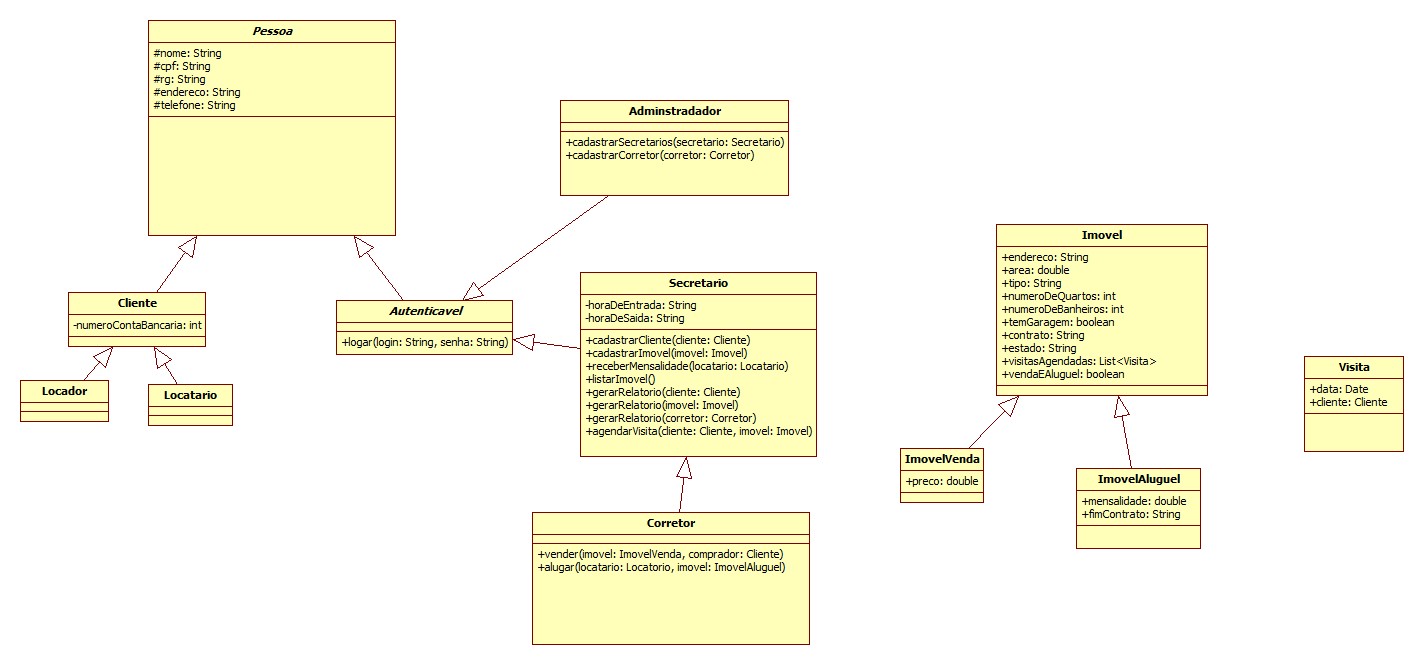 Pessoa
#nome: String
#cpf: String
#rg: String
#endereco: String
#telefone: String
Adminstradador
+cadastrarSecretarios(secretario: Secretario)
+cadastrarCorretor(corretor: Corretor)
Cliente
-numeroContaBancaria: int
Autenticavel
+logar(login: String, senha: String)
Locador
Locatario
Secretario
-horaDeEntrada: String
-horaDeSaida: String
+cadastrarCliente(cliente: Cliente)
+cadastrarImovel(imovel: Imovel)
+receberMensalidade(locatario: Locatario)
+listarImovel()
+gerarRelatorio(cliente: Cliente)
+gerarRelatorio(imovel: Imovel)
+gerarRelatorio(corretor: Corretor)
+agendarVisita(cliente: Cliente, imovel: Imovel)
Corretor
+vender(imovel: ImovelVenda, comprador: Cliente)
+alugar(locatario: Locatorio, imovel: ImovelAluguel)
Imovel
+endereco: String
+area: double
+tipo: String
+numeroDeQuartos: int
+numeroDeBanheiros: int
+temGaragem: boolean
+contrato: String
+estado: String
+visitasAgendadas: List<Visita>
+vendaEAluguel: boolean
ImovelVenda
+preco: double
ImovelAluguel
+mensalidade: double
+fimContrato: String
Visita
+data: Date
+cliente: Cliente